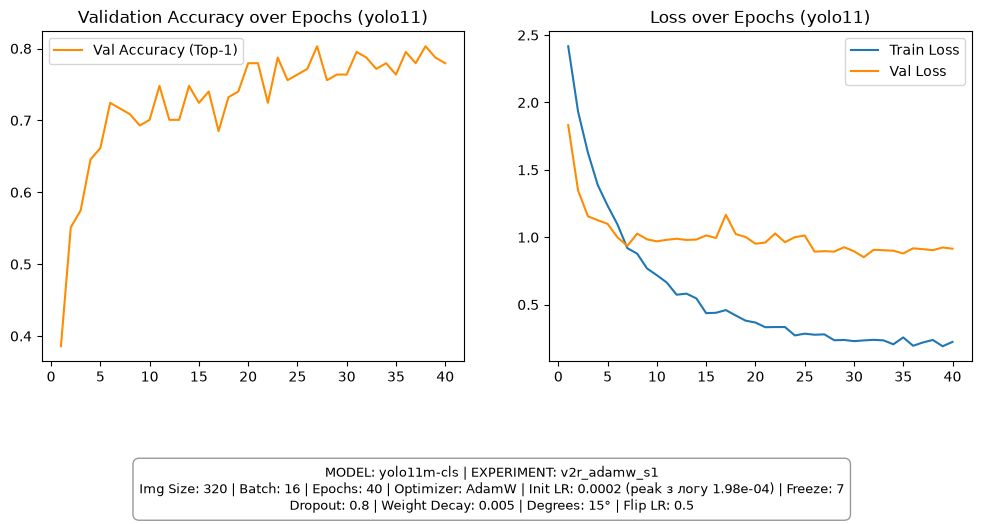 Validation Accuracy over Epochs (yolo11)
Val Accuracy (Top-1)
0.8
0.7
0.6
0.5
0.4
0 5 10 15 20 25 30 35 40
Loss over Epochs (yolo11)
Train Loss
Val Loss
2.5
2.0
1.5
1.0
0.5
0 5 10 15 20 25 30 35 40
MODEL: yolo11m-cls | EXPERIMENT: v2r_adamw_s1
Img Size: 320 | Batch: 16 | Epochs: 40 | Optimizer: AdamW | Init LR: 0.0002 (peak з логу 1.98e-04) | Freeze: 7
Dropout: 0.8 | Weight Decay: 0.005 | Degrees: 15° | Flip LR: 0.5